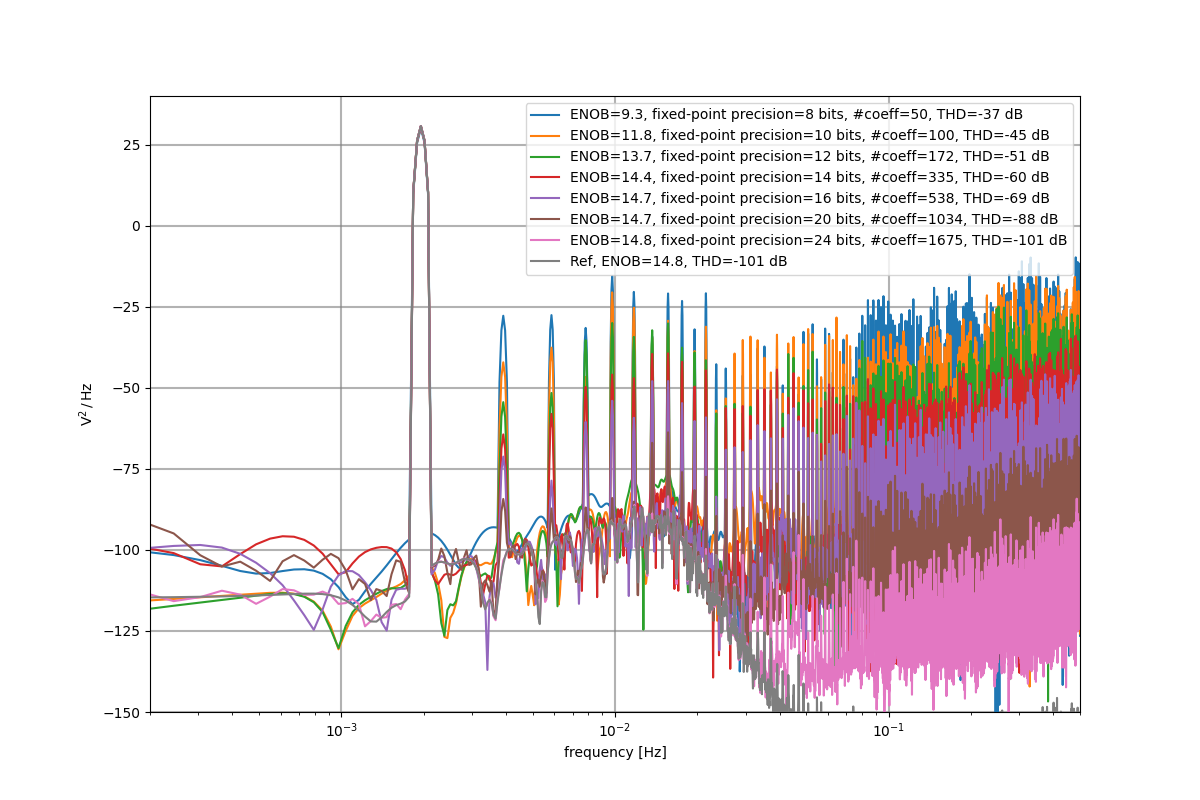 ENOB=9.3, fixed-point precision=8 bits, #coeff=50, THD=-37 dB
ENOB=11.8, fixed-point precision=10 bits, #coeff=100, THD=-45 dB
ENOB=13.7, fixed-point precision=12 bits, #coeff=172, THD=-51 dB
ENOB=14.4, fixed-point precision=14 bits, #coeff=335, THD=-60 dB
ENOB=14.7, fixed-point precision=16 bits, #coeff=538, THD=-69 dB
ENOB=14.7, fixed-point precision=20 bits, #coeff=1034, THD=-88 dB
ENOB=14.8, fixed-point precision=24 bits, #coeff=1675, THD=-101 dB
Ref, ENOB=14.8, THD=-101 dB
25
0
−25
−50
−75
−100
−125
−150
V² / Hz
10⁻³
10⁻²
10⁻¹
frequency [Hz]